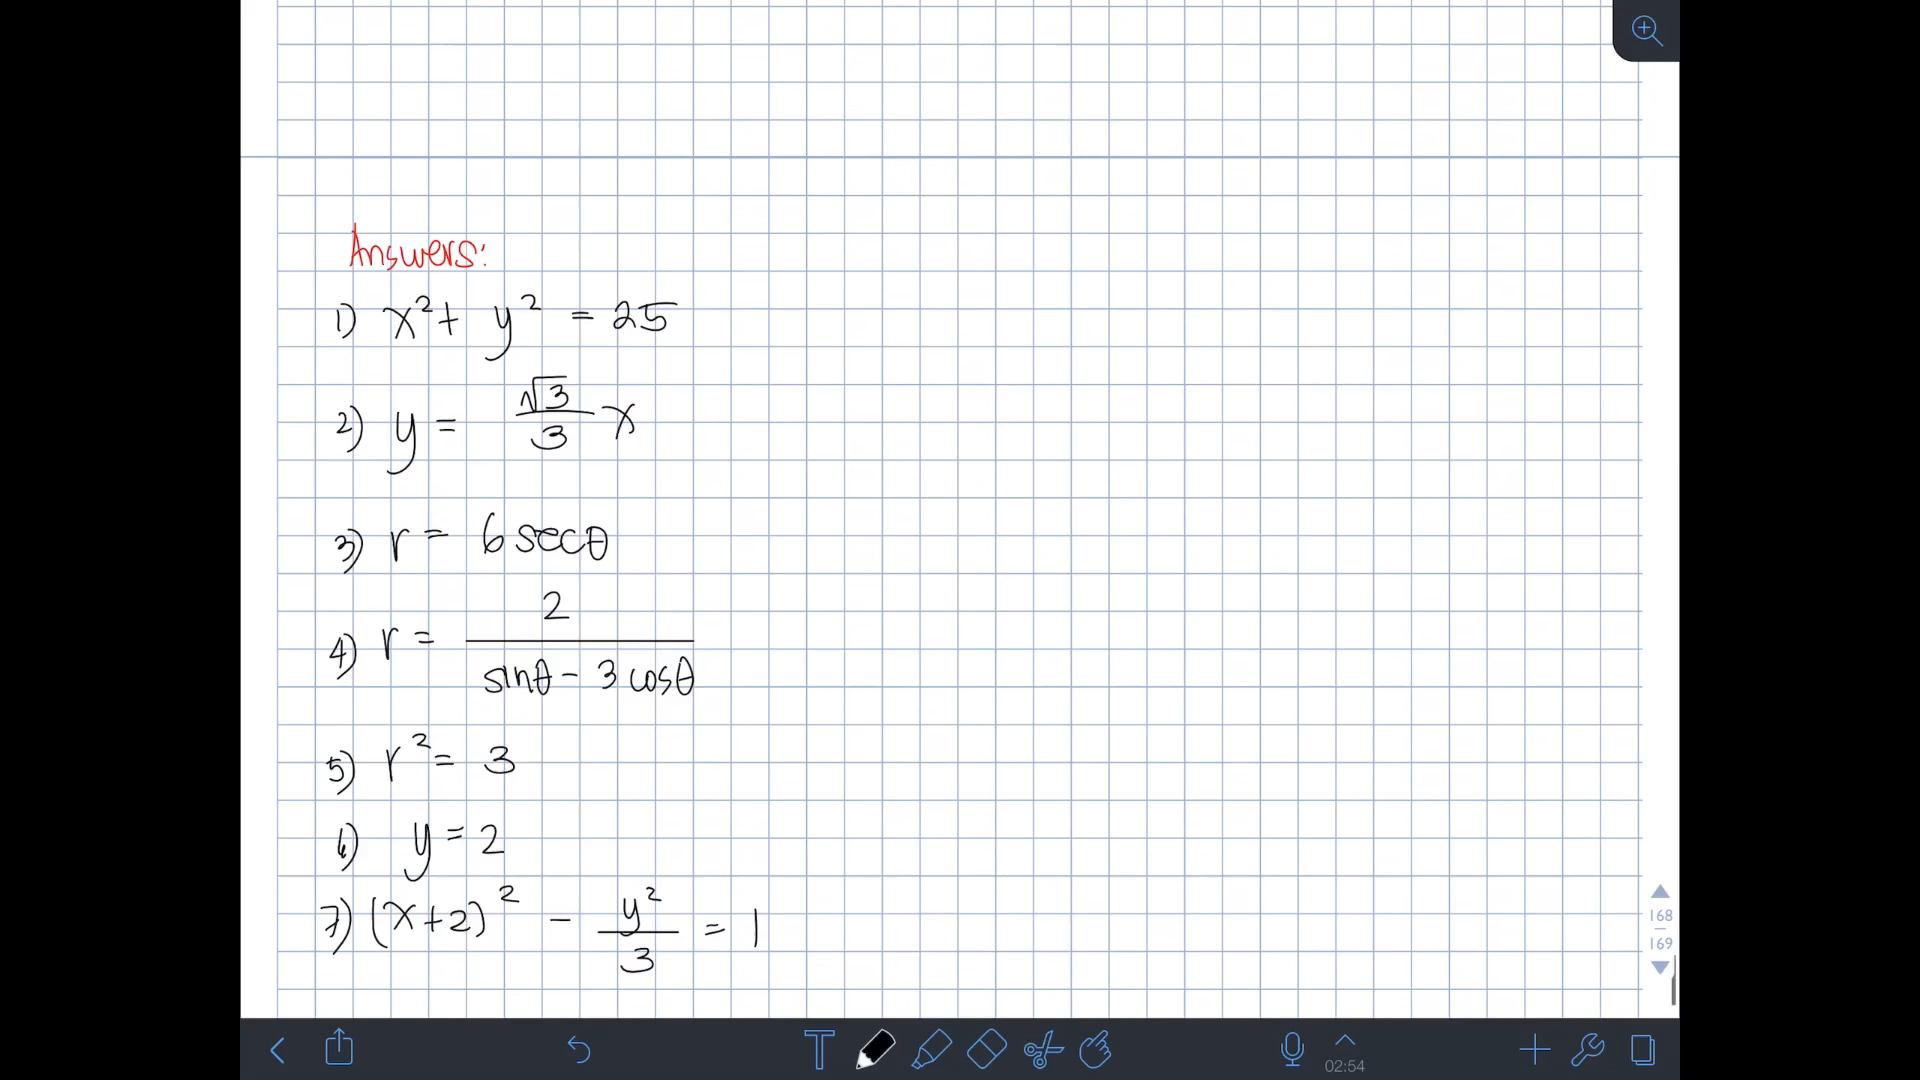 Answers:
1) x² + y² = 25
2) y = √3/3 x
3) r = 6 secθ
4) r = 2/(sinθ - 3 cosθ)
5) r² = 3
6) y = 2
7) (x+2)² - y²/3 = 1
168
169
T
02:54